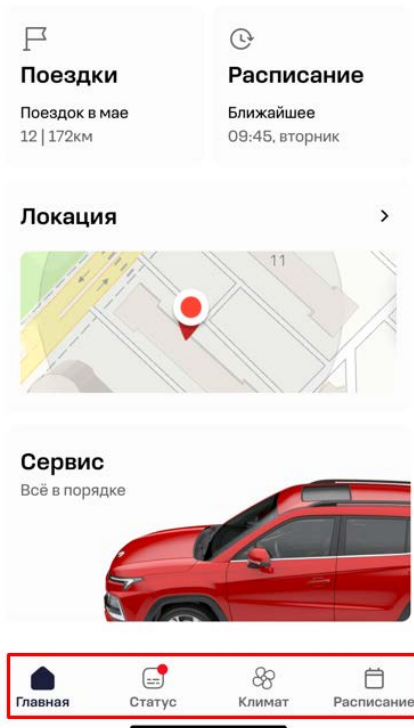 Поездки
Поездок в мае
12 | 172км
Расписание
Ближайшее
09:45, вторник
Локация
11
Сервис
Всё в порядке
Главная
Статус
Климат
Расписание